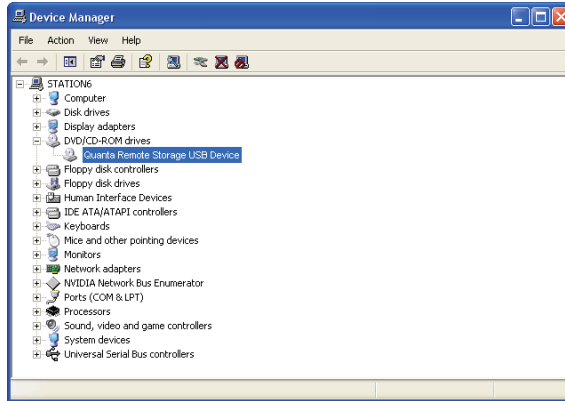 Device Manager
File Action View Help
STATION6
Computer
Disk drives
Display adapters
DVD/CD-ROM drives
Quanta Remote Storage USB Device
Floppy disk controllers
Floppy disk drives
Human Interface Devices
IDE ATA/ATAPI controllers
Keyboards
Mice and other pointing devices
Monitors
Network adapters
NVIDIA Network Bus Enumerator
Ports (COM & LPT)
Processors
Sound, video and game controllers
System devices
Universal Serial Bus controllers